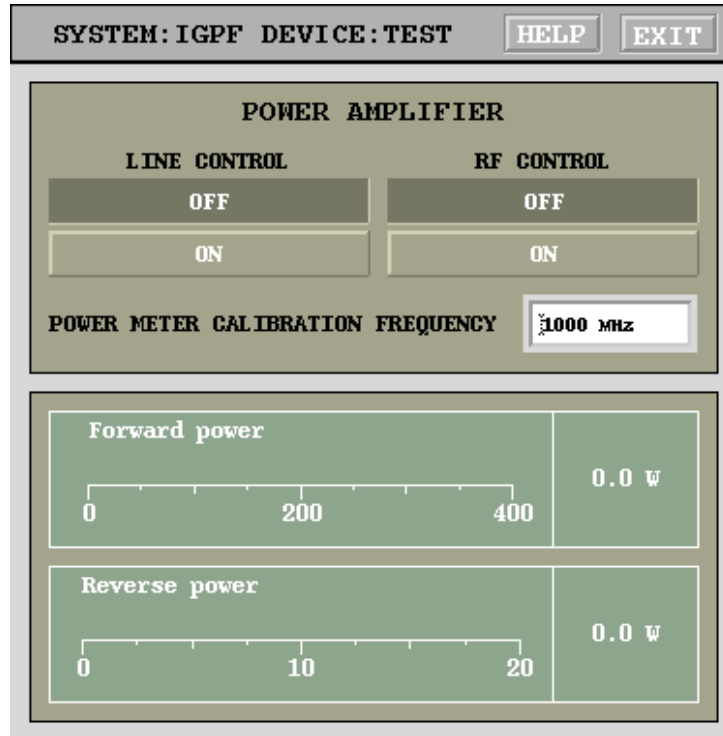 SYSTEM:IGPF DEVICE:TEST HELP EXIT
POWER AMPLIFIER
LINE CONTROL RF CONTROL
OFF OFF
ON ON
POWER METER CALIBRATION FREQUENCY 1000 MHz
Forward power
0.0 W
0 200 400
Reverse power
0.0 W
0 10 20